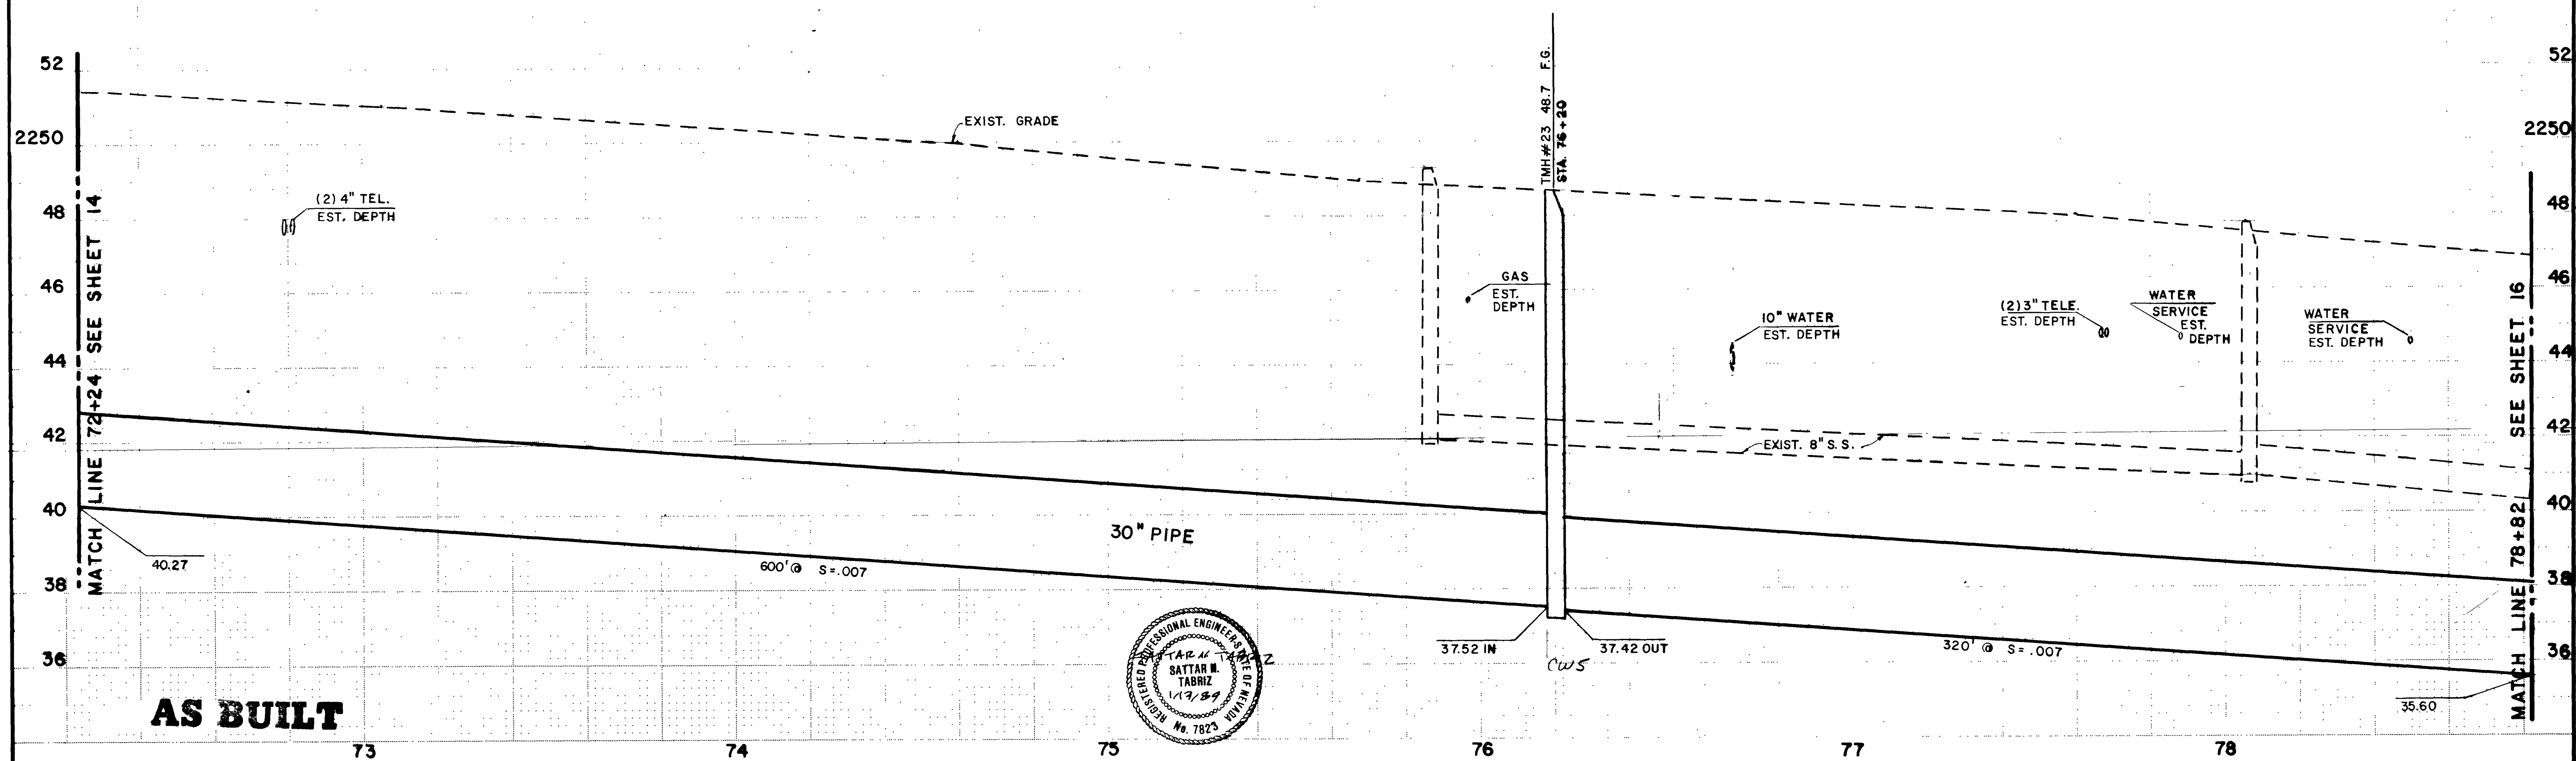 52
2250
48
46
44
42
40
38
36
MATCH LINE 72+24 SEE SHEET 14
(2) 4" TEL.
EST. DEPTH
EXIST. GRADE
TMH#23 48.7 F.G.
STA. 76+20
GAS
EST.
DEPTH
10" WATER
EST. DEPTH
(2) 3" TELE.
EST. DEPTH
WATER
SERVICE
EST.
DEPTH
WATER
SERVICE
EST. DEPTH
EXIST. 8" S.S.
30" PIPE
40.27
600' @ S=.007
37.52 IN
37.42 OUT
CWS
320' @ S=.007
35.60
MATCH LINE 78+82 SEE SHEET 16
52
2250
48
46
44
42
40
38
36
AS BUILT
REGISTERED PROFESSIONAL ENGINEER STATE OF NEVADA
SATTAR N.
TABRIZ
1/17/89
No. 7823
73
74
75
76
77
78